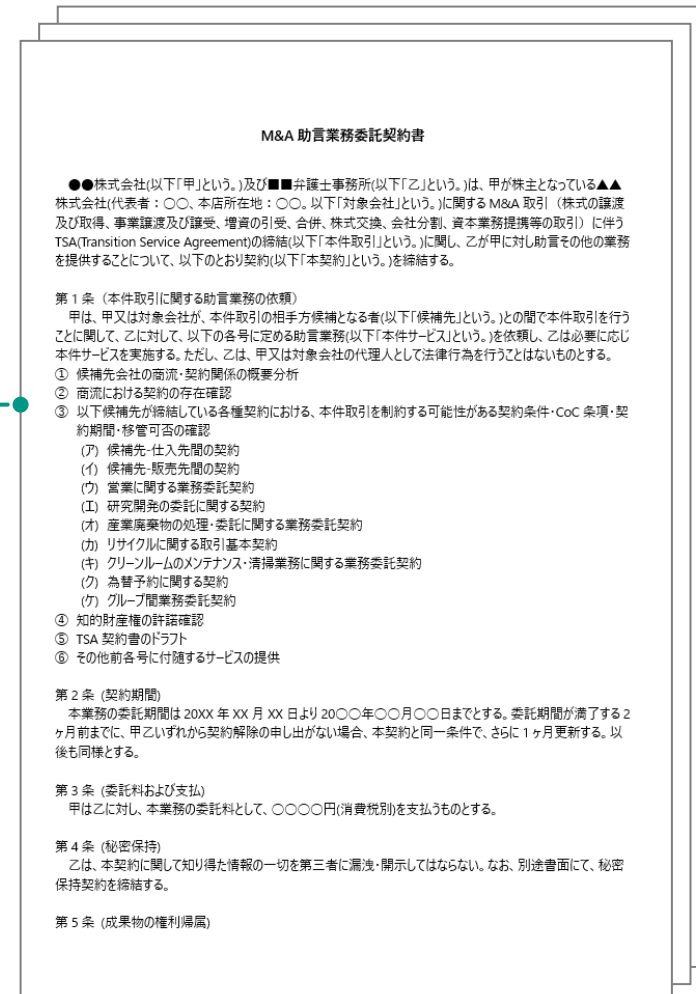 M&A 助言業務委託契約書
●●株式会社(以下「甲」という。)及び■■弁護士事務所(以下「乙」という。)は、甲が株主となっている▲▲
株式会社(代表者：〇〇、本店所在地：〇〇。以下「対象会社」という。)に関する M&A 取引（株式の譲渡
及び取得、事業譲渡及び譲受、増資の引受、合併、株式交換、会社分割、資本業務提携等の取引）に伴う
TSA(Transition Service Agreement)の締結(以下「本件取引」という。)に関し、乙が甲に対し助言その他の業務
を提供することについて、以下のとおり契約(以下「本契約」という。)を締結する。
第 1 条（本件取引に関する助言業務の依頼）
甲は、甲又は対象会社が、本件取引の相手方候補となる者(以下「候補先」という。)との間で本件取引を行う
ことに関して、乙に対して、以下の各号に定める助言業務(以下「本件サービス」という。)を依頼し、乙は必要に応じ
本件サービスを実施する。ただし、乙は、甲又は対象会社の代理人として法律行為を行うことはないものとする。
① 候補先会社の商流・契約関係の概要分析
② 商流における契約の存在確認
③ 以下候補先が締結している各種契約における、本件取引を制約する可能性がある契約条件・CoC 条項・契
約期間・移管可否の確認
(ア) 候補先-仕入先間の契約
(イ) 候補先-販売先間の契約
(ウ) 営業に関する業務委託契約
(エ) 研究開発の委託に関する契約
(オ) 産業廃棄物の処理・委託に関する業務委託契約
(カ) リサイクルに関する取引基本契約
(キ) クリーンルームのメンテナンス・清掃業務に関する業務委託契約
(ク) 為替予約に関する契約
(ケ) グループ間業務委託契約
④ 知的財産権の許諾確認
⑤ TSA 契約書のドラフト
⑥ その他前各号に付随するサービスの提供
第 2 条 (契約期間)
本業務の委託期間は 20XX 年 XX 月 XX 日より 20〇〇年〇〇月〇〇日までとする。委託期間が満了する 2
ヶ月前までに、甲乙いずれから契約解除の申し出がない場合、本契約と同一条件で、さらに 1 ヶ月更新する。以
後も同様とする。
第 3 条 (委託料および支払)
甲は乙に対し、本業務の委託料として、〇〇〇〇円(消費税別)を支払うものとする。
第 4 条 (秘密保持)
乙は、本契約に関して知り得た情報の一切を第三者に漏洩・開示してはならない。なお、別途書面にて、秘密
保持契約を締結する。
第 5 条 (成果物の権利帰属)